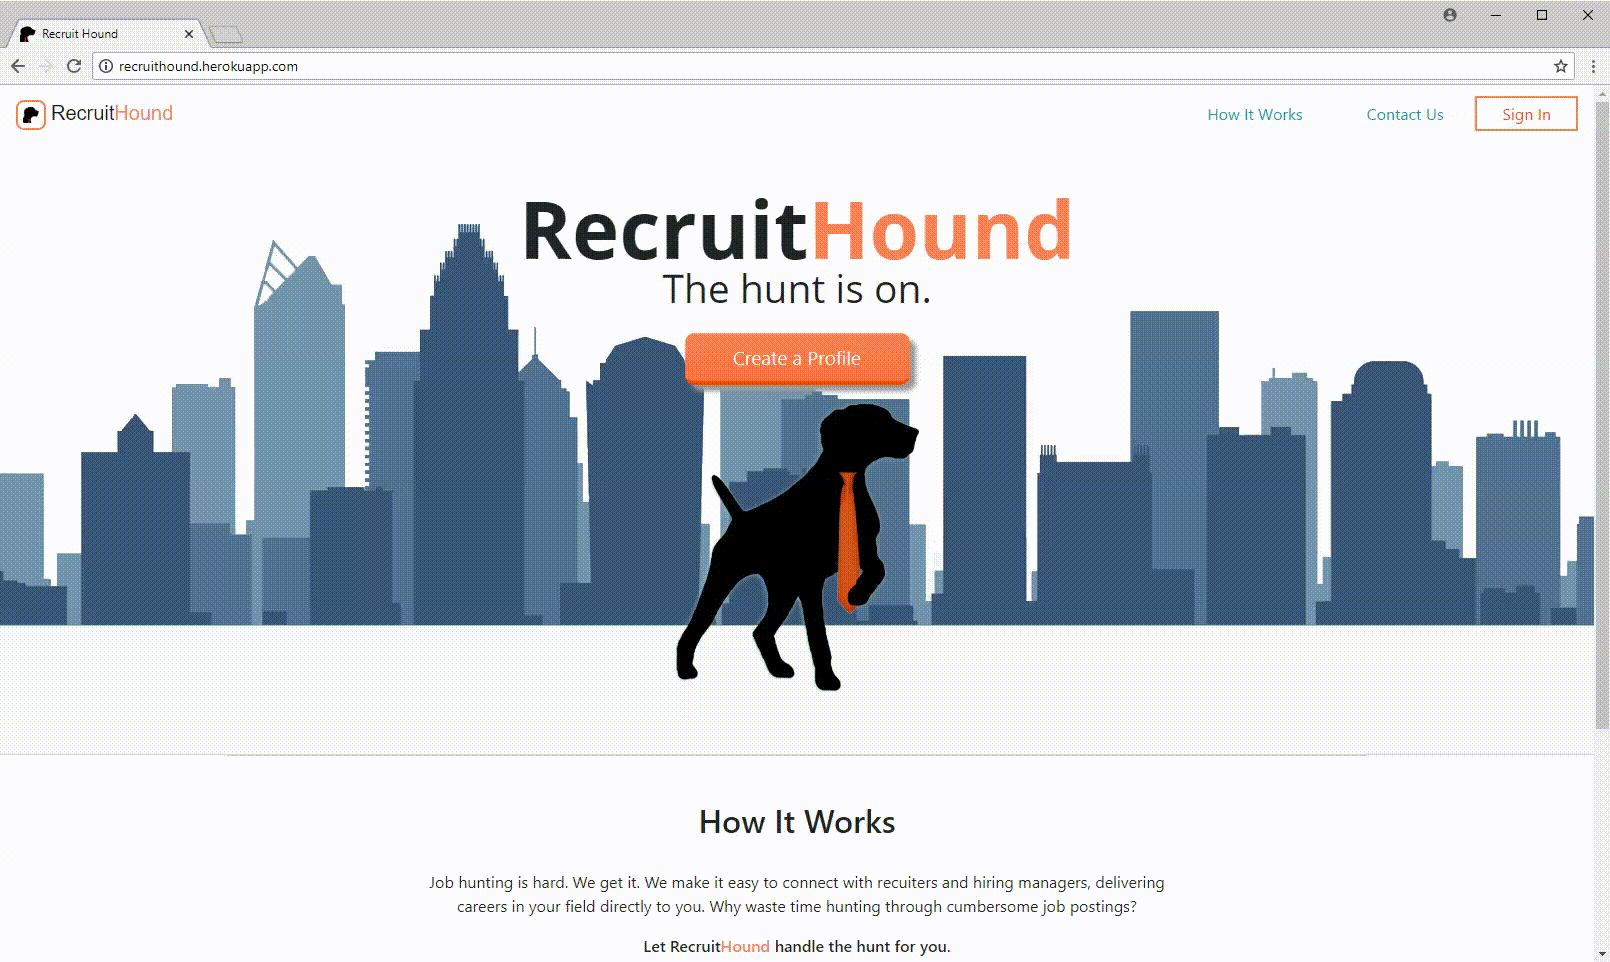 Recruit Hound
recruithound.herokuapp.com
RecruitHound
How It Works
Contact Us
Sign In
RecruitHound
The hunt is on.
Create a Profile
How It Works
Job hunting is hard. We get it. We make it easy to connect with recuiters and hiring managers, delivering
careers in your field directly to you. Why waste time hunting through cumbersome job postings?
Let RecruitHound handle the hunt for you.